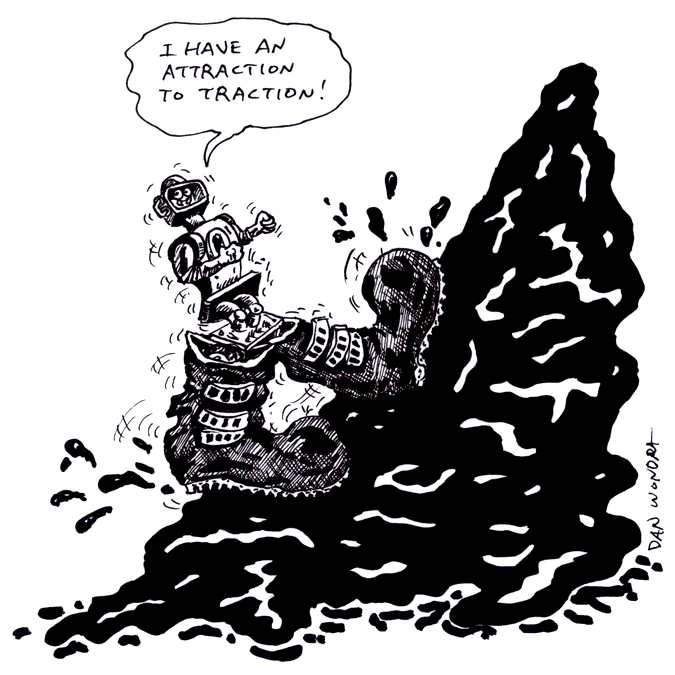 I HAVE AN
ATTRACTION
TO TRACTION!
DAN WONDRA